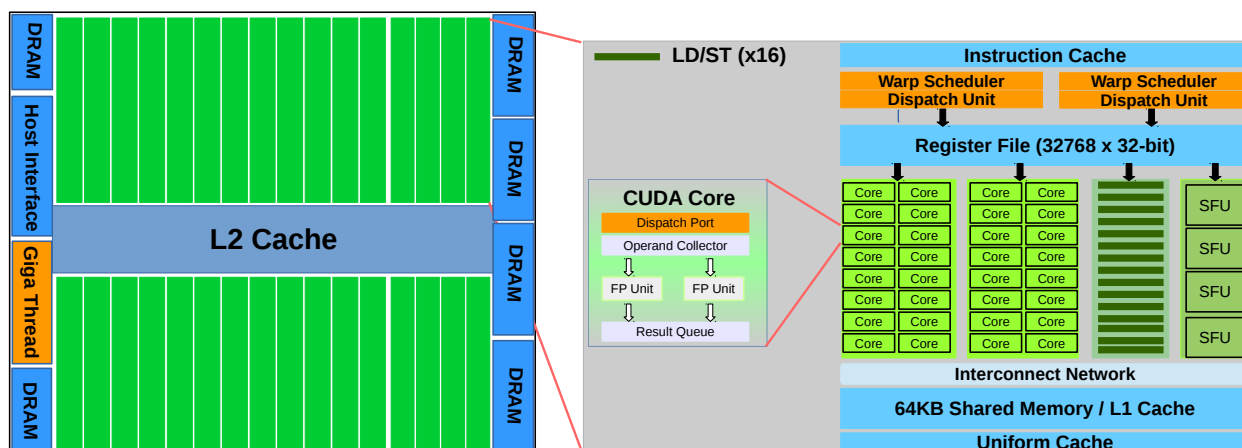 DRAM
Host Interface
Giga Thread
DRAM
L2 Cache
DRAM
DRAM
DRAM
DRAM
LD/ST (x16)
CUDA Core
Dispatch Port
Operand Collector
FP Unit
FP Unit
Result Queue
Instruction Cache
Warp Scheduler
Dispatch Unit
Warp Scheduler
Dispatch Unit
Register File (32768 x 32-bit)
Core Core Core Core
Core Core Core Core
Core Core Core Core
Core Core Core Core
Core Core Core Core
Core Core Core Core
Core Core Core Core
Core Core Core Core
SFU
SFU
SFU
SFU
Interconnect Network
64KB Shared Memory / L1 Cache
Uniform Cache